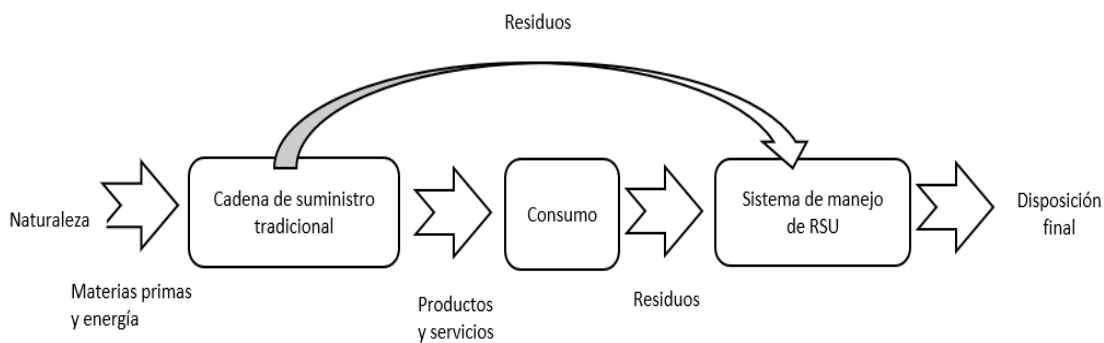 Residuos
Naturaleza
Cadena de suministro
tradicional
Consumo
Sistema de manejo
de RSU
Disposición
final
Materias primas
y energía
Productos
y servicios
Residuos